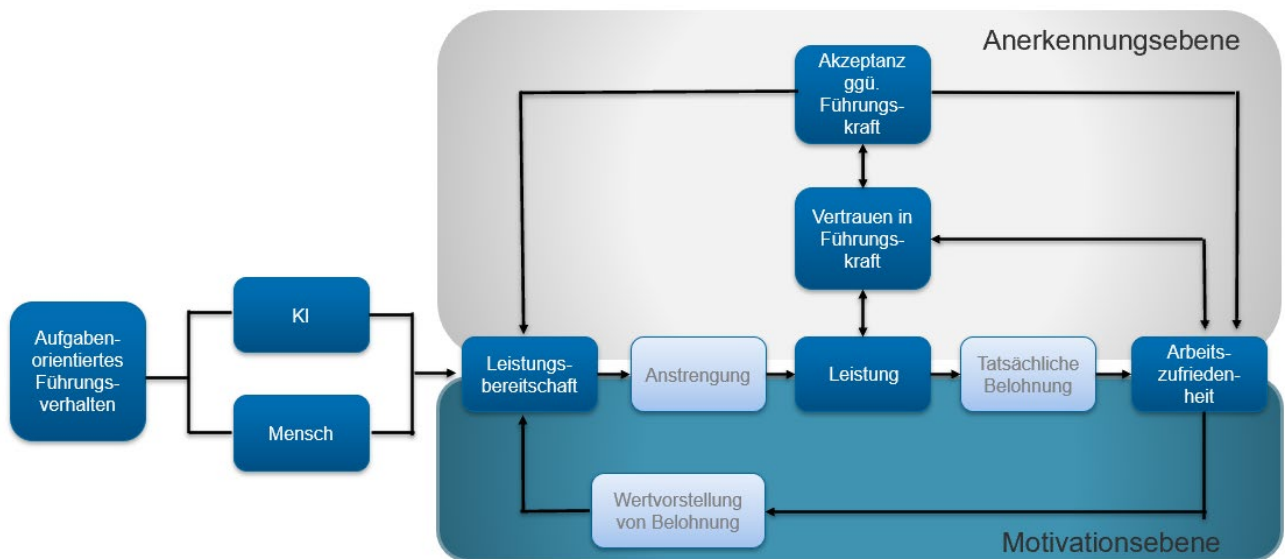 Anerkennungsebene
Akzeptanz
ggü.
Führungs-
kraft
Vertrauen in
Führungs-
kraft
KI
Aufgaben-
orientiertes
Führungs-
verhalten
Mensch
Leistungs-
bereitschaft
Anstrengung
Leistung
Tatsächliche
Belohnung
Arbeits-
zufrieden-
heit
Wertvorstellung
von Belohnung
Motivationsebene